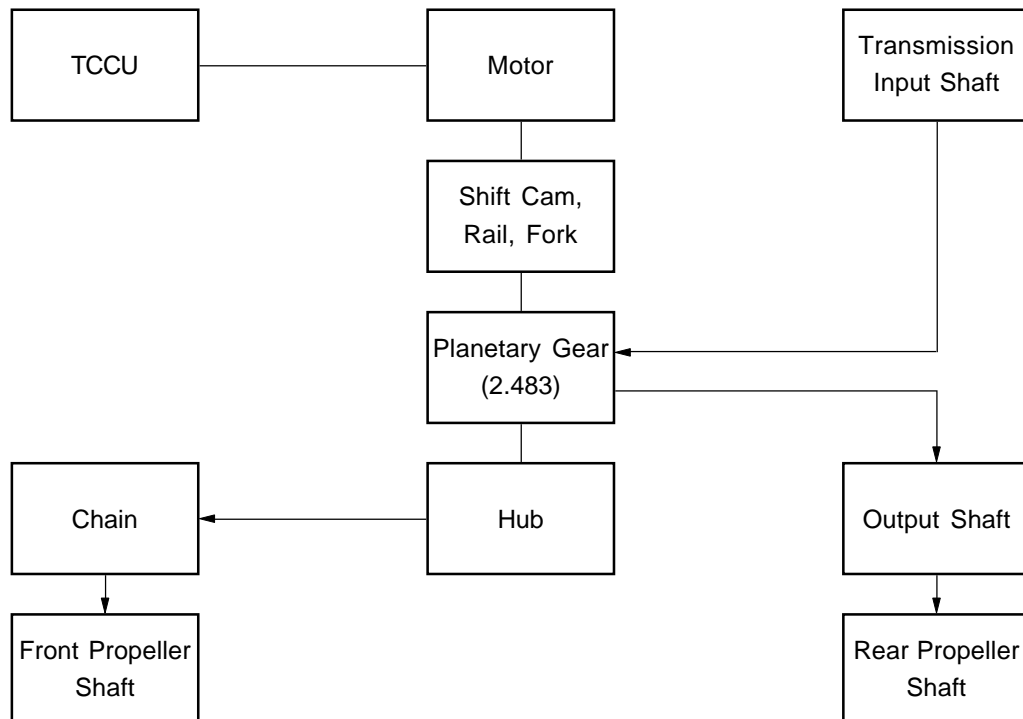 TCCU
Motor
Transmission
Input Shaft
Shift Cam,
Rail, Fork
Planetary Gear
(2.483)
Chain
Hub
Output Shaft
Front Propeller
Shaft
Rear Propeller
Shaft